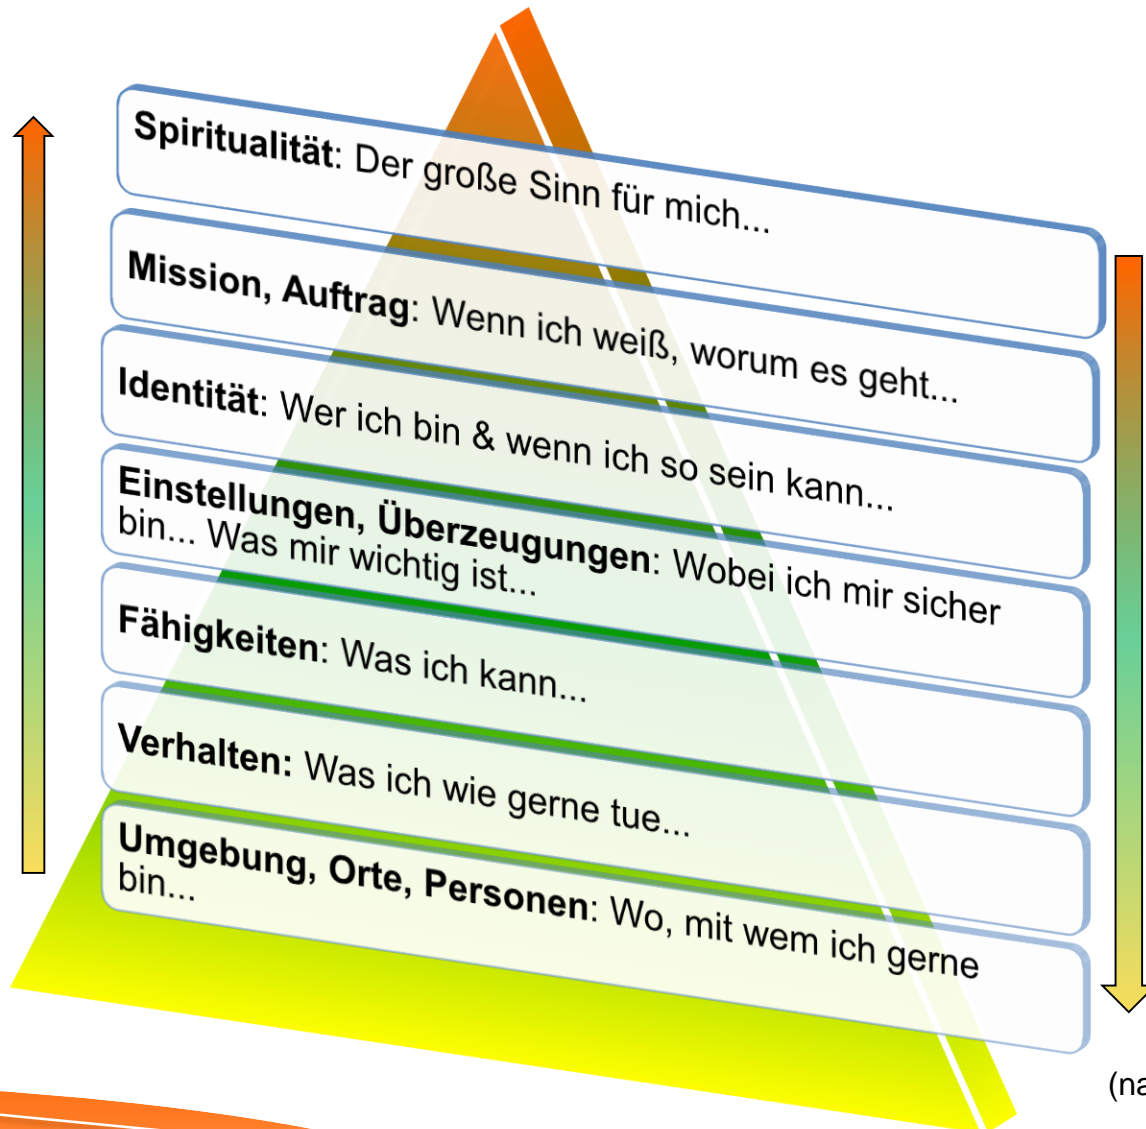 Spiritualität: Der große Sinn für mich...
Mission, Auftrag: Wenn ich weiß, worum es geht...
Identität: Wer ich bin & wenn ich so sein kann...
Einstellungen, Überzeugungen: Wobei ich mir sicher
bin... Was mir wichtig ist...
Fähigkeiten: Was ich kann...
Verhalten: Was ich wie gerne tue...
Umgebung, Orte, Personen: Wo, mit wem ich gerne
bin...